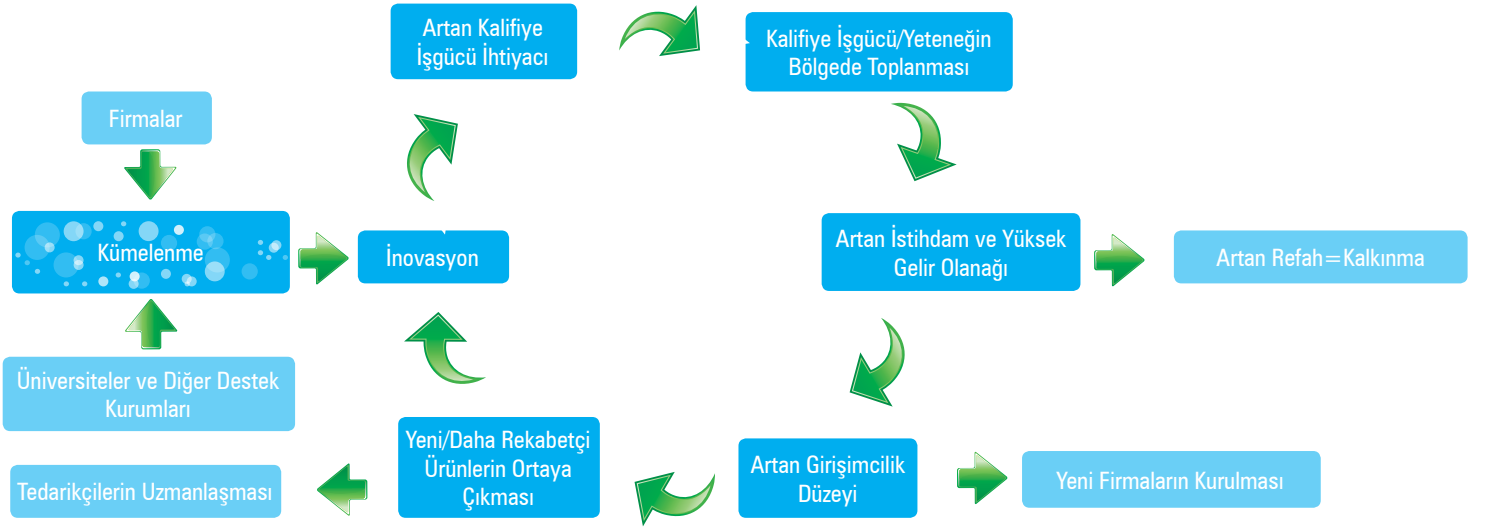 Artan Kalifiye
İşgücü İhtiyacı
Kalifiye İşgücü/Yeteneğin
Bölgede Toplanması
Firmalar
Kümelenme
İnovasyon
Artan İstihdam ve Yüksek
Gelir Olanağı
Artan Refah=Kalkınma
Üniversiteler ve Diğer Destek
Kurumları
Yeni/Daha Rekabetçi
Ürünlerin Ortaya
Çıkması
Artan Girişimcilik
Düzeyi
Yeni Firmaların Kurulması
Tedarikçilerin Uzmanlaşması